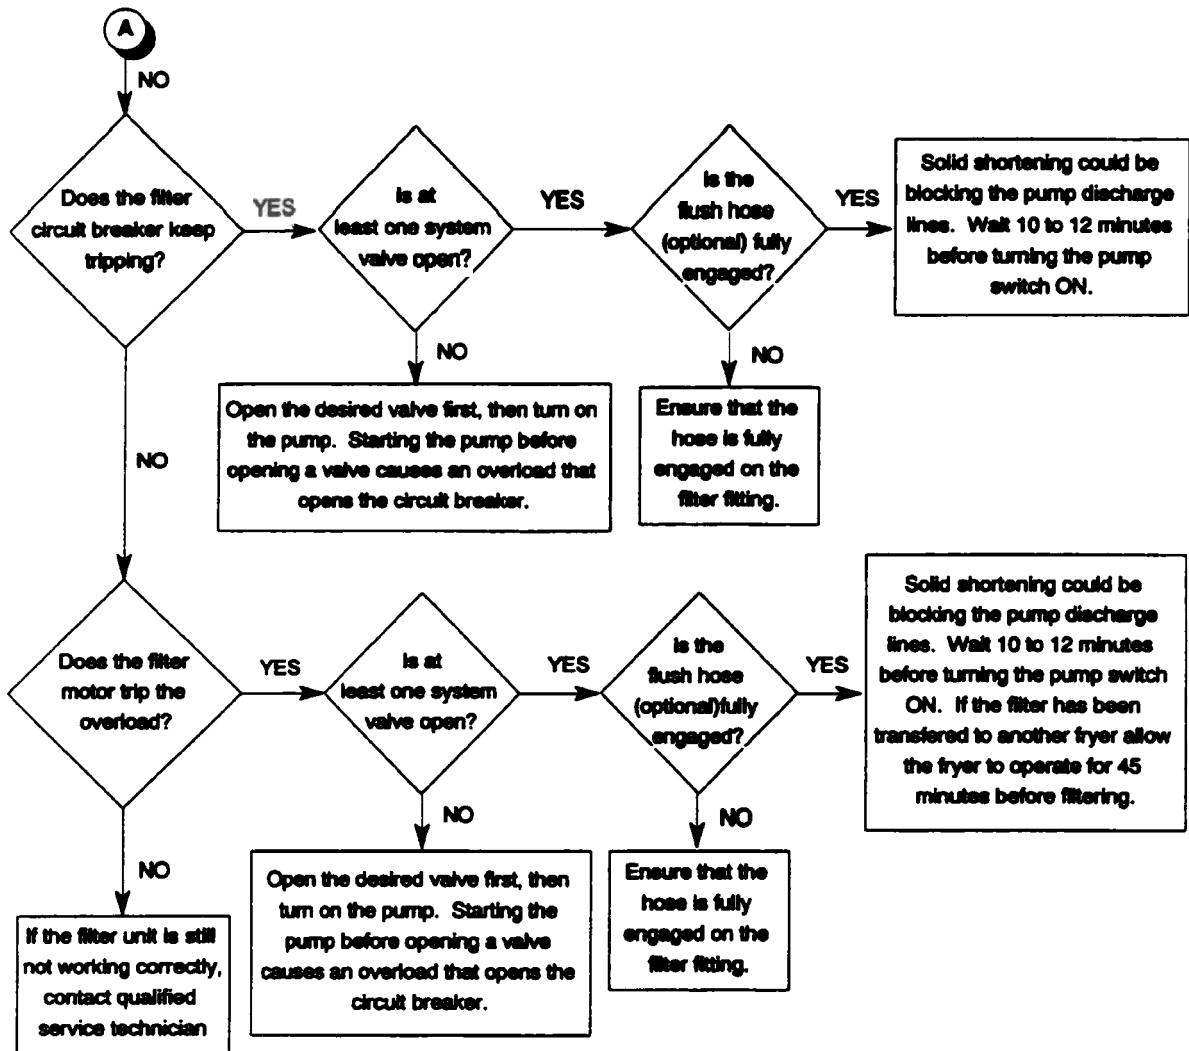 A
NO
Does the filter
circuit breaker keep
tripping?
YES
Is at
least one system
valve open?
YES
Is the
flush hose
(optional) fully
engaged?
YES
Solid shortening could be
blocking the pump discharge
lines. Wait 10 to 12 minutes
before turning the pump
switch ON.
NO
Open the desired valve first, then turn on
the pump. Starting the pump before
opening a valve causes an overload that
opens the circuit breaker.
NO
Ensure that the
hose is fully
engaged on the
filter fitting.
NO
Does the filter
motor trip the
overload?
YES
Is at
least one system
valve open?
YES
Is the
flush hose
(optional)fully
engaged?
YES
Solid shortening could be
blocking the pump discharge
lines. Wait 10 to 12 minutes
before turning the pump switch
ON. If the filter has been
transfered to another fryer allow
the fryer to operate for 45
minutes before filtering.
NO
Open the desired valve first, then
turn on the pump. Starting the
pump before opening a valve
causes an overload that opens the
circuit breaker.
NO
Ensure that the
hose is fully
engaged on the
filter fitting.
NO
If the filter unit is still
not working correctly,
contact qualified
service technician